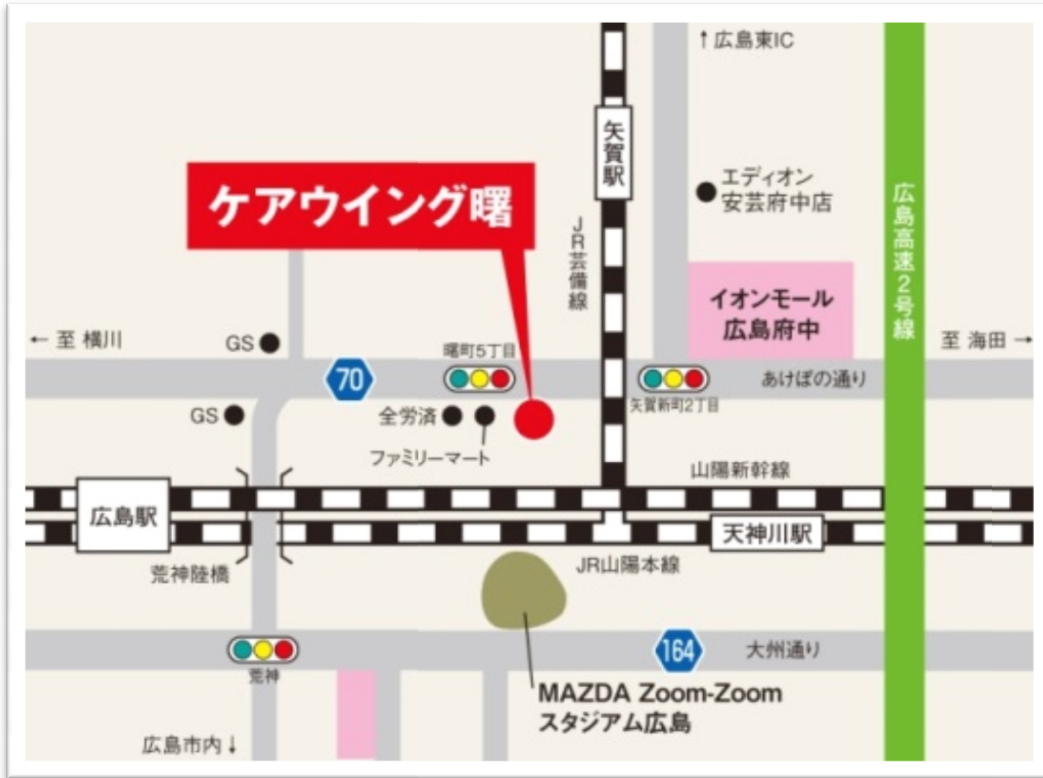 ↑広島東IC
矢賀駅
エディオン
安芸府中店
広島高速2号線
ケアウイング曙
JR芸備線
イオンモール
広島府中
← 至 横川
GS
曙町5丁目
至 海田 →
70
あけぼの通り
矢賀新町2丁目
GS
全労済
ファミリーマート
山陽新幹線
広島駅
天神川駅
荒神陸橋
JR山陽本線
164
大州通り
荒神
MAZDA Zoom-Zoom
スタジアム広島
広島市内↓